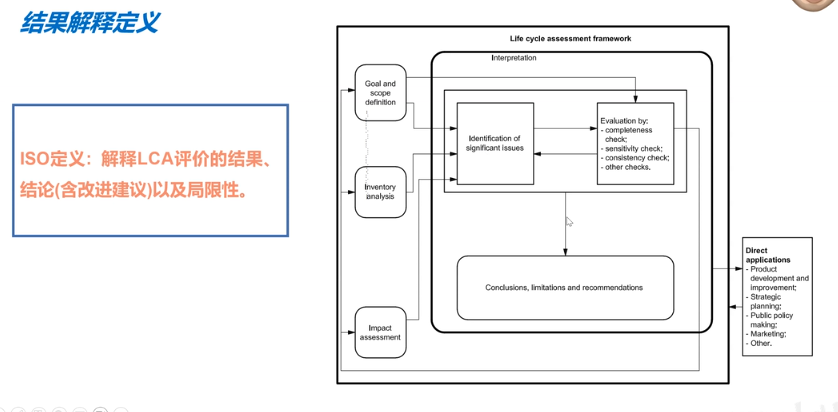 结果解释定义
ISO定义：解释LCA评价的结果、
结论(含改进建议)以及局限性。
Life cycle assessment framework
Interpretation
Goal and
scope
definition
Inventory
analysis
Impact
assessment
Identification of
significant issues
Evaluation by:
- completeness
check;
- sensitivity check;
- consistency check;
- other checks.
Conclusions, limitations and recommendations
Direct
applications
- Product
development and
improvement;
- Strategic
planning;
- Public policy
making;
- Marketing;
- Other.